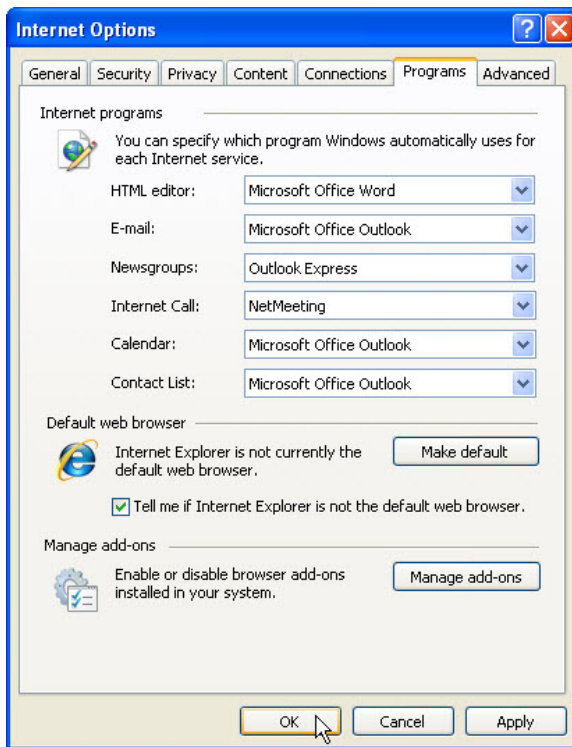 Internet Options
General Security Privacy Content Connections Programs Advanced
Internet programs
You can specify which program Windows automatically uses for
each Internet service.
HTML editor: Microsoft Office Word
E-mail: Microsoft Office Outlook
Newsgroups: Outlook Express
Internet Call: NetMeeting
Calendar: Microsoft Office Outlook
Contact List: Microsoft Office Outlook
Default web browser
Internet Explorer is not currently the
default web browser.
Make default
Tell me if Internet Explorer is not the default web browser.
Manage add-ons
Enable or disable browser add-ons
installed in your system.
Manage add-ons
OK Cancel Apply